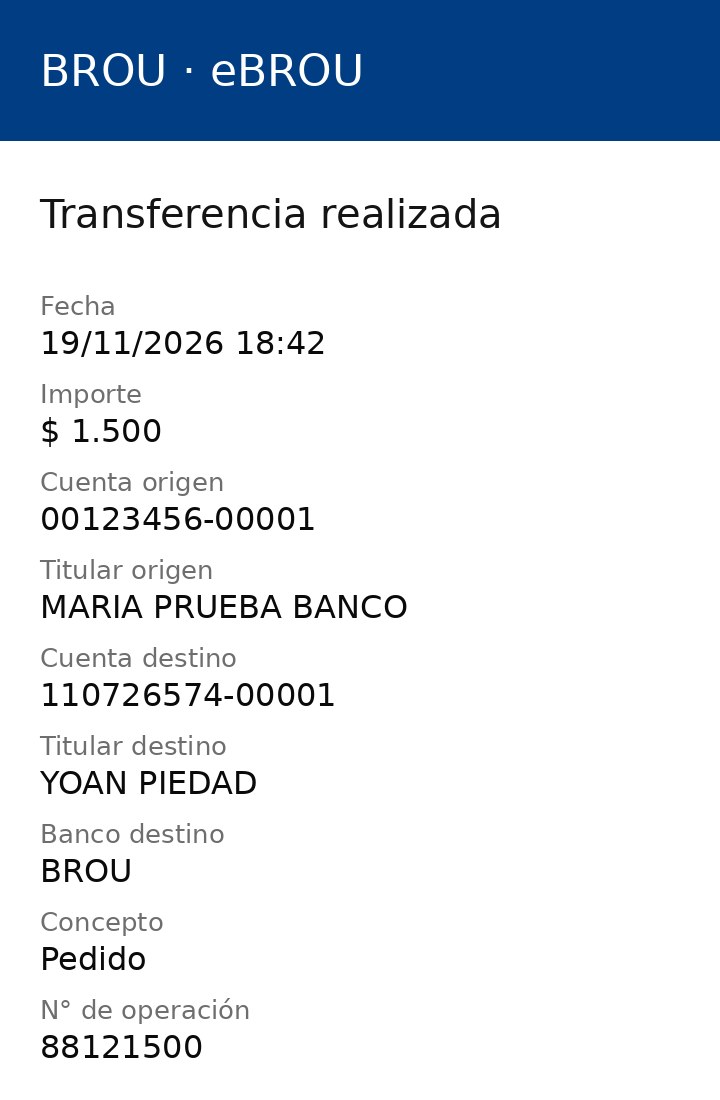 BROU · eBROU
Transferencia realizada
Fecha
19/11/2026 18:42
Importe
$ 1.500
Cuenta origen
00123456-00001
Titular origen
MARIA PRUEBA BANCO
Cuenta destino
110726574-00001
Titular destino
YOAN PIEDAD
Banco destino
BROU
Concepto
Pedido
N° de operación
88121500